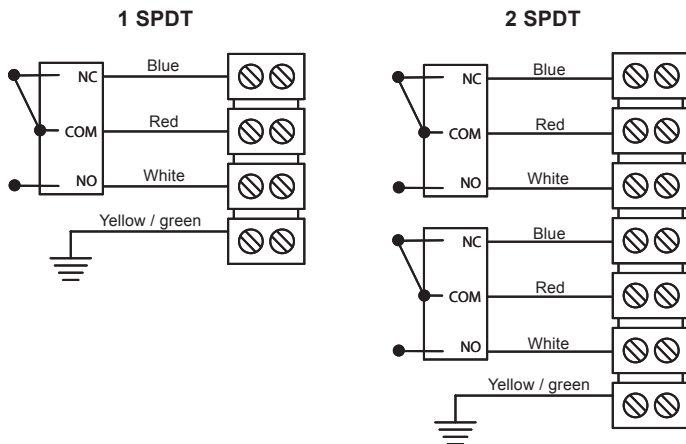 1 SPDT
NC
Blue
COM
Red
NO
White
Yellow / green
2 SPDT
NC
Blue
COM
Red
NO
White
NC
Blue
COM
Red
NO
White
Yellow / green